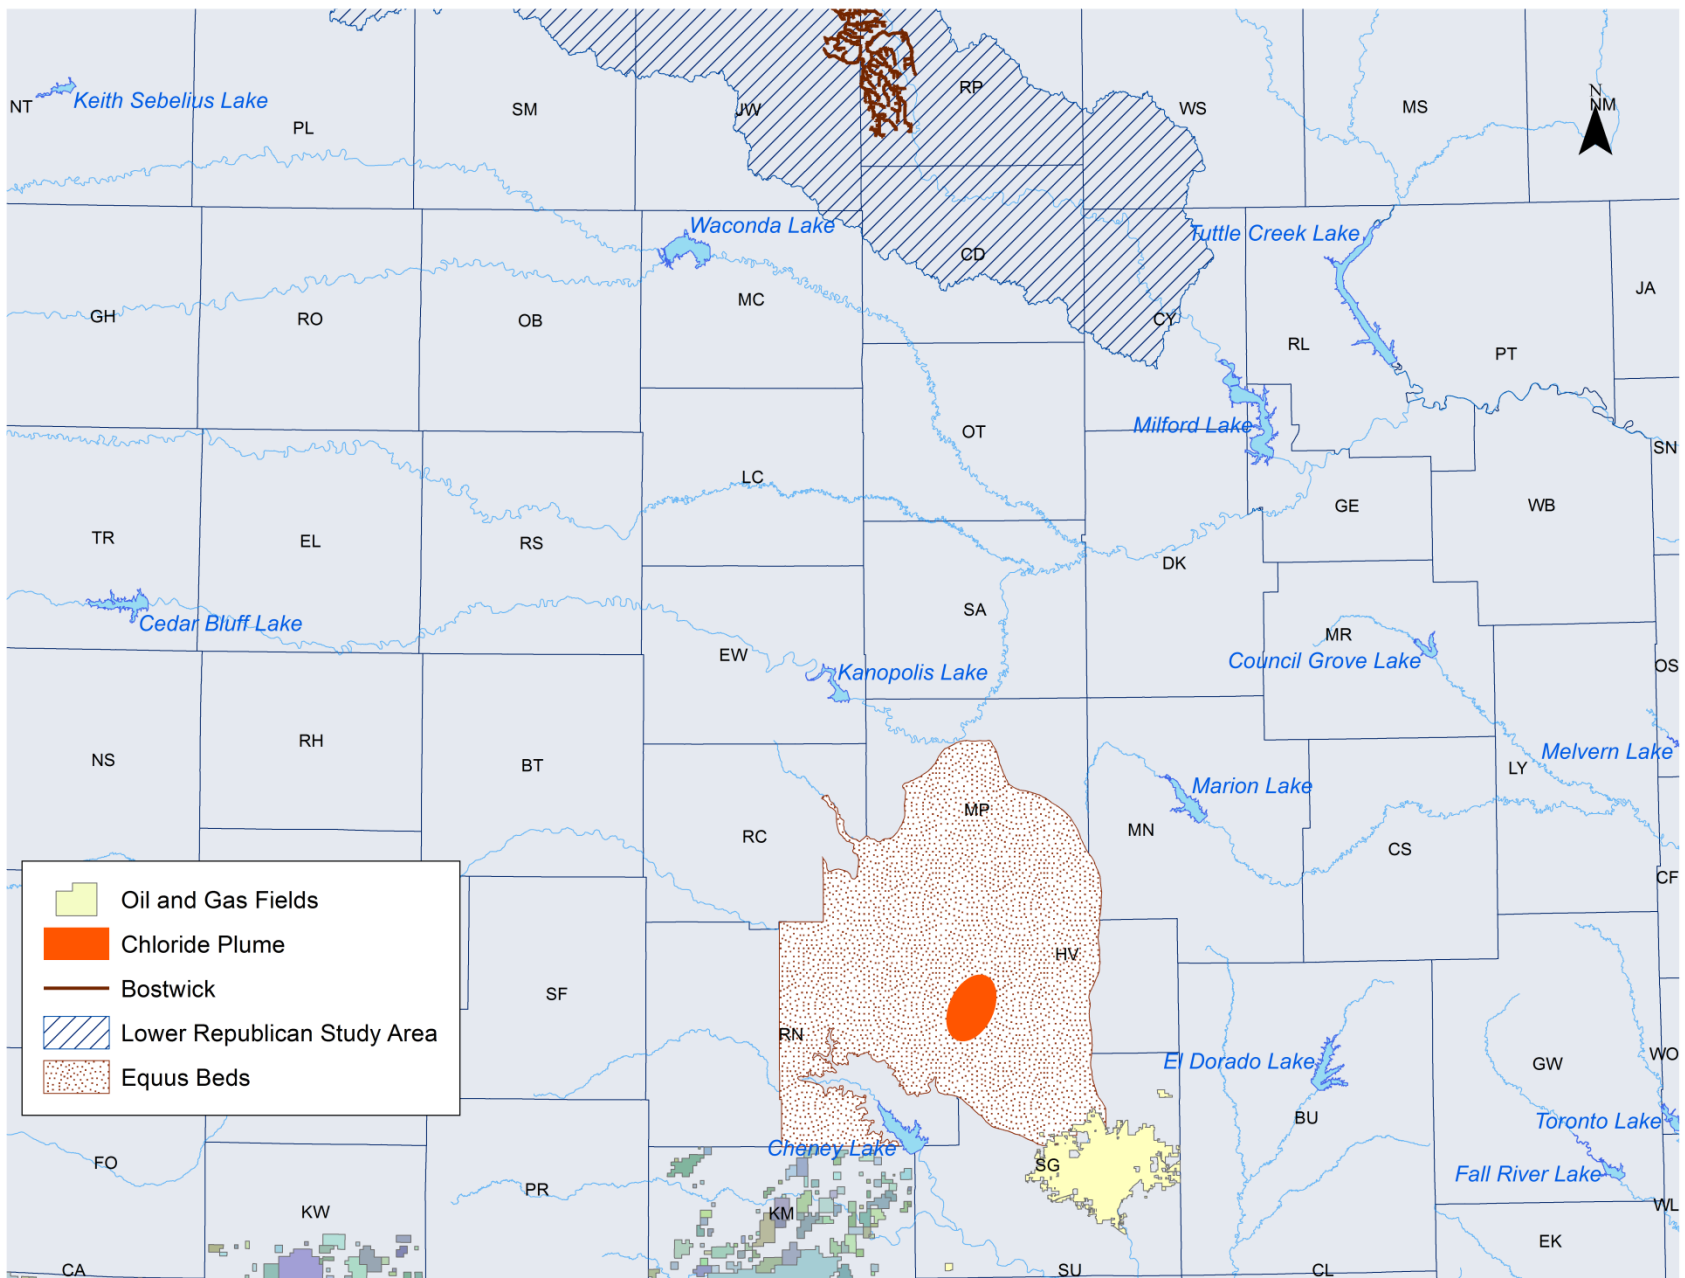 N
NM
NT
Keith Sebelius Lake
PL
SM
JW
RP
WS
MS
Waconda Lake
Tuttle Creek Lake
CD
GH
RO
OB
MC
CY
RL
PT
JA
Milford Lake
OT
SN
LC
GE
WB
TR
EL
RS
DK
Cedar Bluff Lake
SA
MR
EW
Kanopolis Lake
Council Grove Lake
OS
NS
RH
BT
Melvern Lake
LY
MP
Marion Lake
RC
MN
CS
CF
Oil and Gas Fields
Chloride Plume
Bostwick
Lower Republican Study Area
Equus Beds
SF
HV
RN
El Dorado Lake
GW
WO
BU
Toronto Lake
Cheney Lake
FO
SG
Fall River Lake
PR
KW
KM
WL
EK
CA
SU
CL